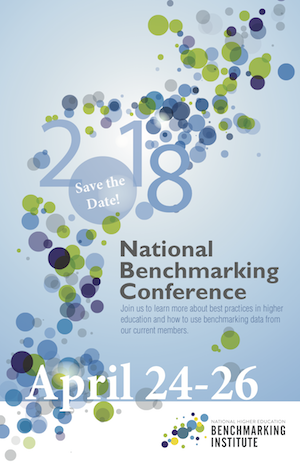 2018
Save the
Date!
National
Benchmarking
Conference
Join us to learn more about best practices in higher
education and how to use benchmarking data from
our current members.
April 24-26
NATIONAL HIGHER EDUCATION
BENCHMARKING
INSTITUTE